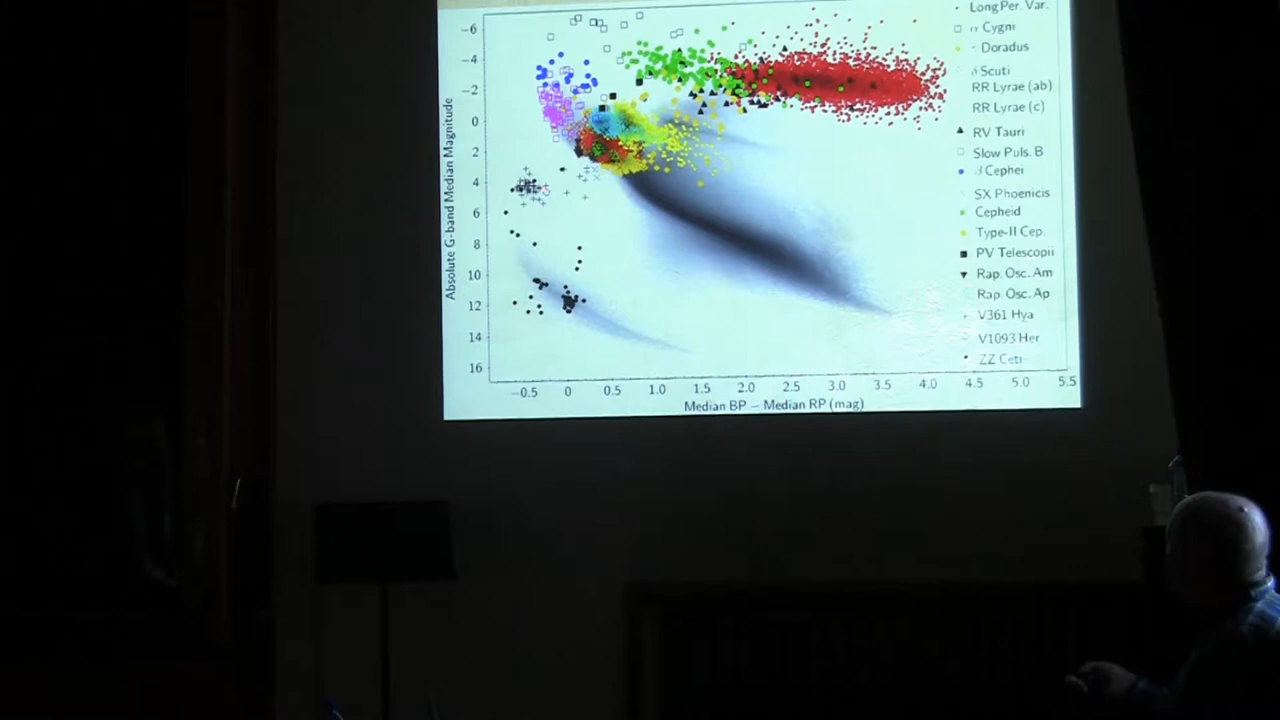 Long Per. Var.
α Cygni
γ Doradus
δ Scuti
RR Lyrae (ab)
RR Lyrae (c)
RV Tauri
Slow Puls. B
β Cephei
SX Phoenicis
Cepheid
Type-II Cep.
PV Telescopii
Rap. Osc. Am
Rap. Osc. Ap
V361 Hya
V1093 Her
ZZ Ceti
Absolute G-band Median Magnitude
−6
−4
−2
0
2
4
6
8
10
12
14
16
−0.5 0 0.5 1.0 1.5 2.0 2.5 3.0 3.5 4.0 4.5 5.0 5.5
Median BP − Median RP (mag)